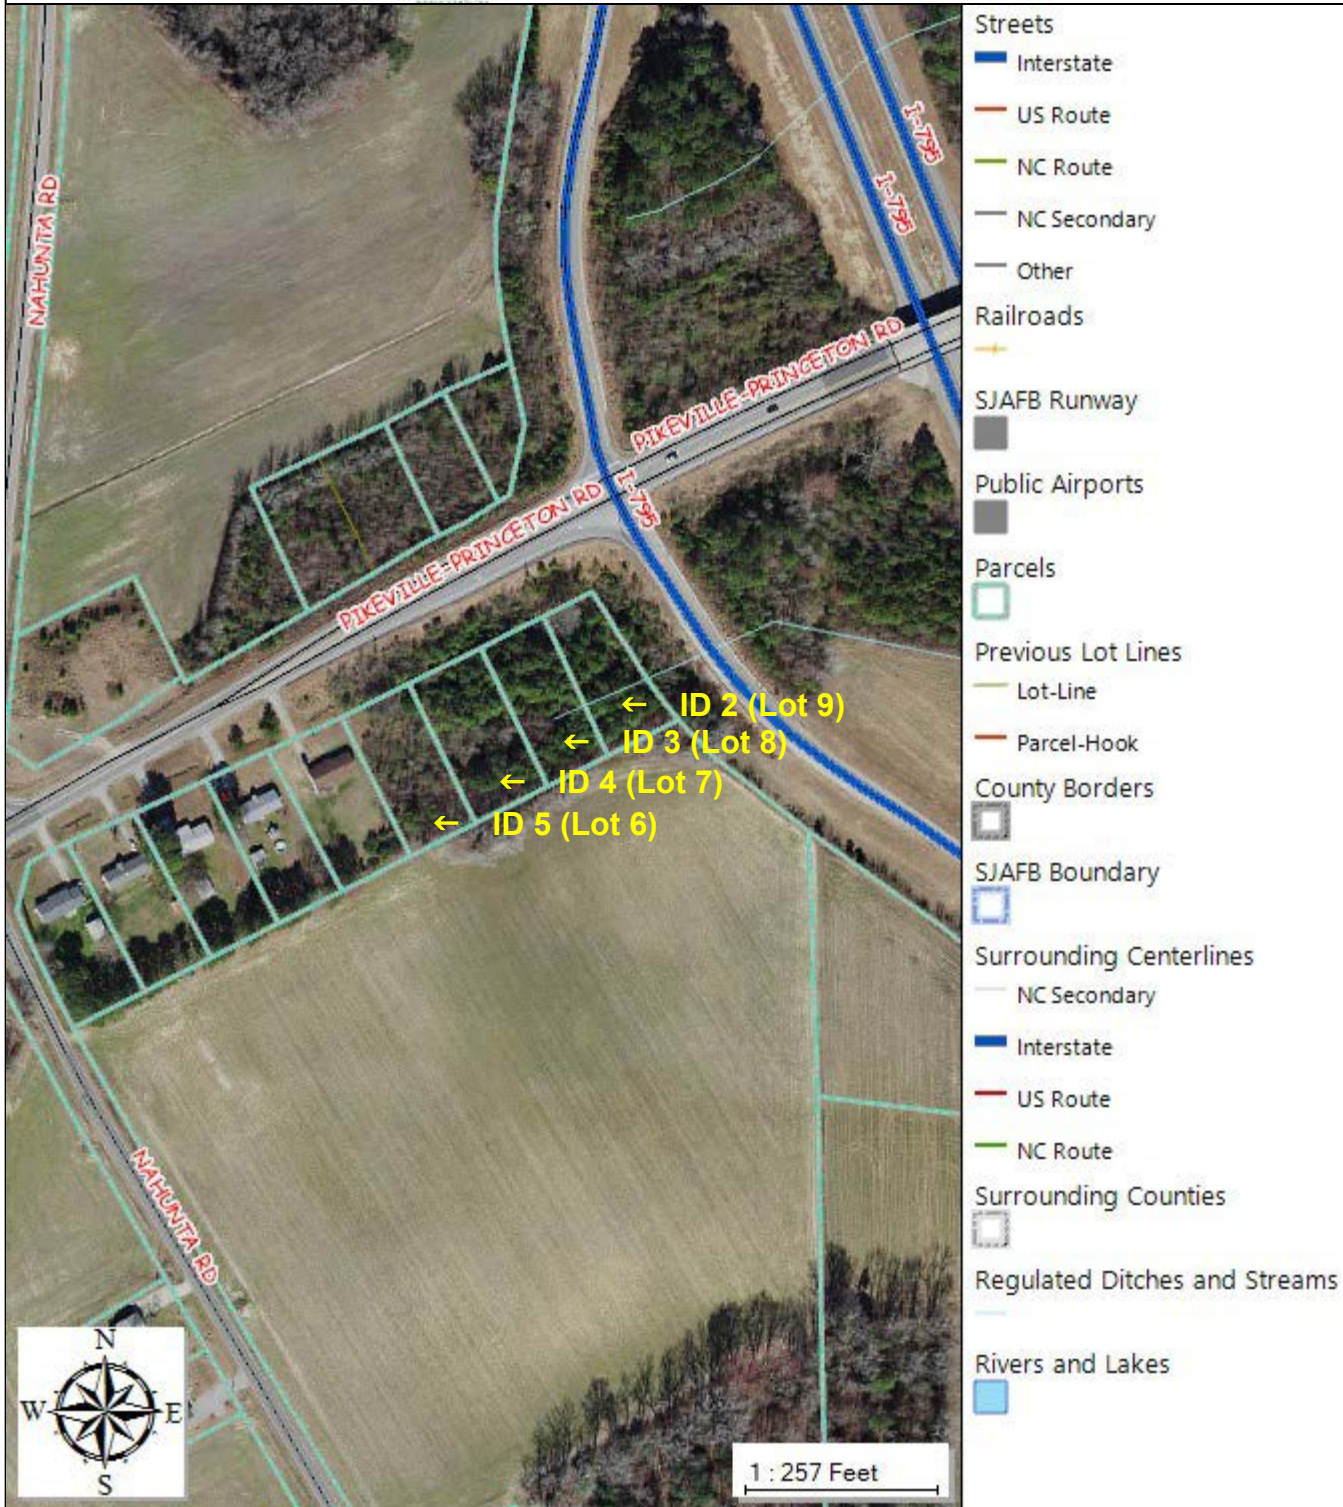 I-795
I-795
NAHUNTA RD
PIKEVILLE-PRINCETON RD
PIKEVILLE-PRINCETON RD
I-795
← ID 2 (Lot 9)
← ID 3 (Lot 8)
← ID 4 (Lot 7)
← ID 5 (Lot 6)
NAHUNTA RD
N
W E
S
1 : 257 Feet
Streets
Interstate
US Route
NC Route
NC Secondary
Other
Railroads
SJAFB Runway
Public Airports
Parcels
Previous Lot Lines
Lot-Line
Parcel-Hook
County Borders
SJAFB Boundary
Surrounding Centerlines
NC Secondary
Interstate
US Route
NC Route
Surrounding Counties
Regulated Ditches and Streams
Rivers and Lakes